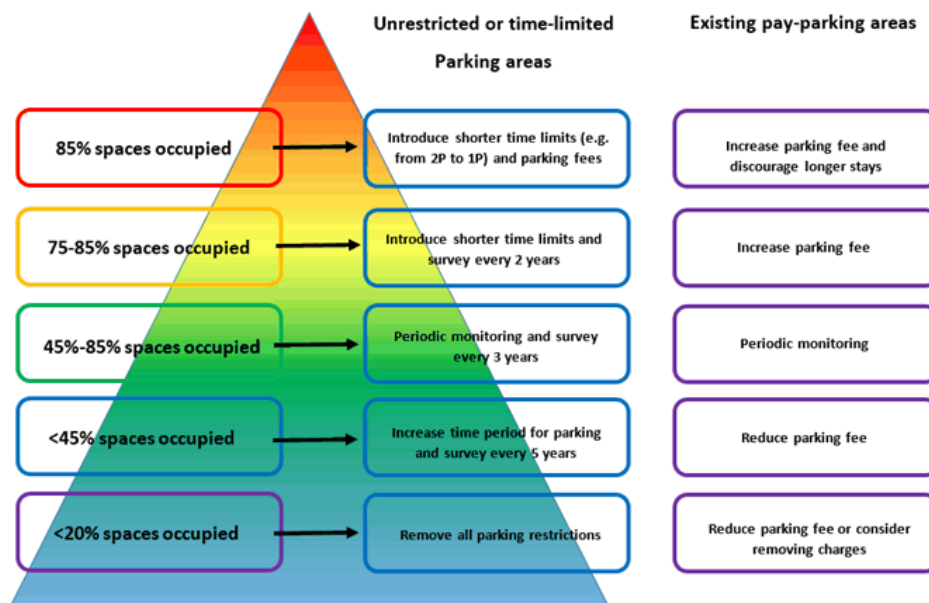 Unrestricted or time-limited
Parking areas
Existing pay-parking areas
85% spaces occupied
Introduce shorter time limits (e.g.
from 2P to 1P) and parking fees
Increase parking fee and
discourage longer stays
75-85% spaces occupied
Introduce shorter time limits and
survey every 2 years
Increase parking fee
45%-85% spaces occupied
Periodic monitoring and survey
every 3 years
Periodic monitoring
<45% spaces occupied
Increase time period for parking
and survey every 5 years
Reduce parking fee
<20% spaces occupied
Remove all parking restrictions
Reduce parking fee or consider
removing charges